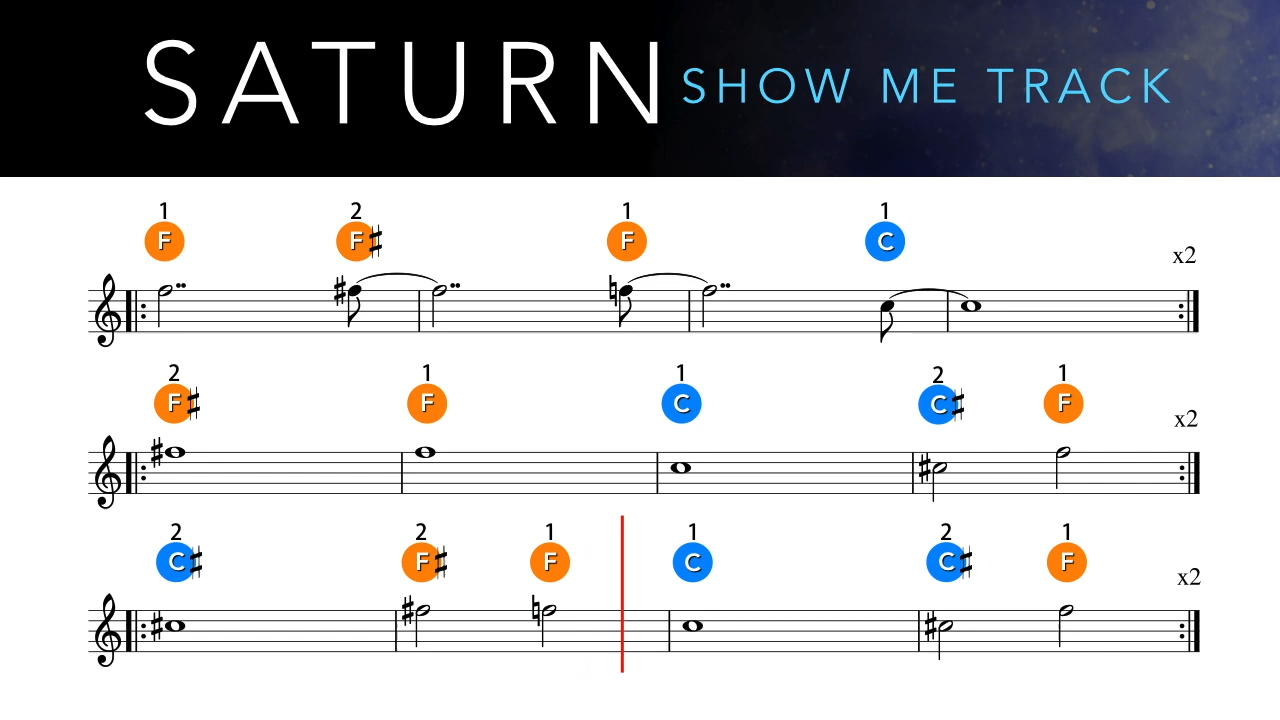 SATURN SHOW ME TRACK
1 2 1 1
F F♯ F C x2
2 1 1 2 1
F♯ F C C♯ F x2
2 2 1 1 2 1
C♯ F♯ F C C♯ F x2